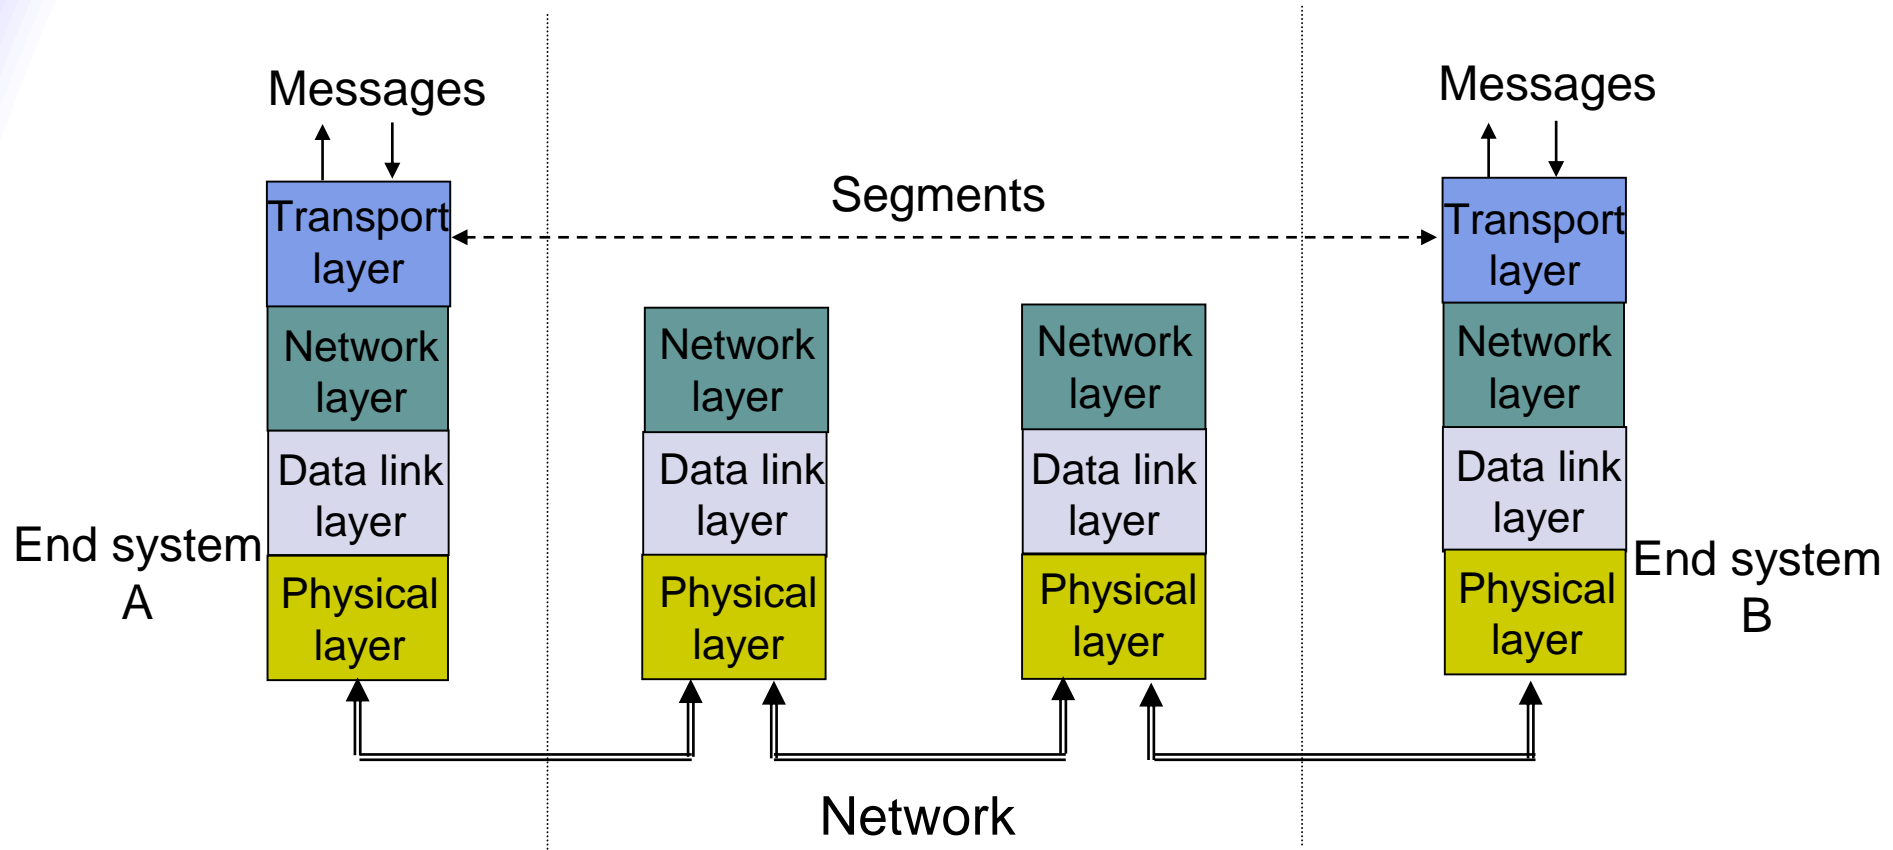 Messages
Messages
Segments
Transport
layer
Transport
layer
Network
layer
Network
layer
Network
layer
Network
layer
Data link
layer
Data link
layer
Data link
layer
Data link
layer
End system
A
End system
B
Physical
layer
Physical
layer
Physical
layer
Physical
layer
Network